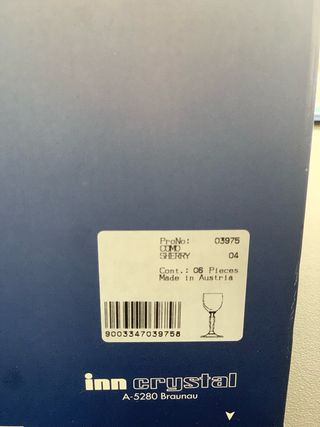 ProNo: 03975
COMO
SHERRY 04
Cont.: 06 Pieces
Made in Austria
9003347039758
inn crystal
A-5280 Braunau